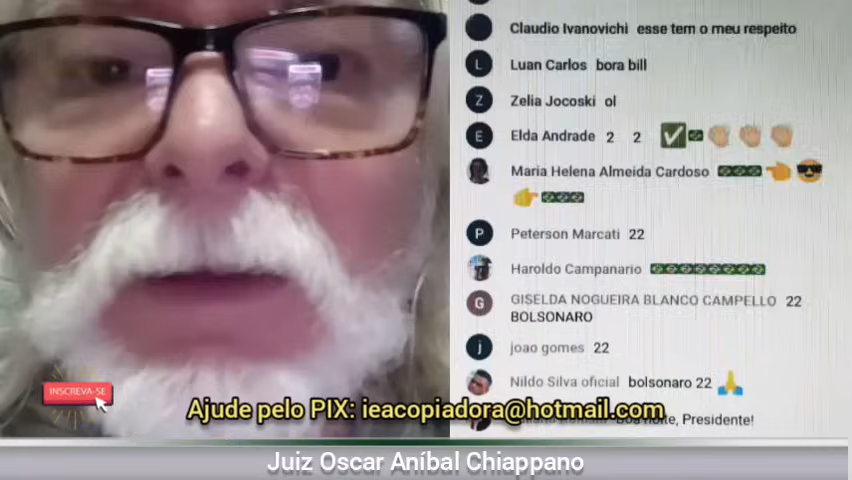 Claudio Ivanovichi esse tem o meu respeito
L Luan Carlos bora bill
Z Zelia Jocoski ol
E Elda Andrade 2 2
Maria Helena Almeida Cardoso
P Peterson Marcati 22
Haroldo Campanario
G GISELDA NOGUEIRA BLANCO CAMPELLO 22
BOLSONARO
j joao gomes 22
Nildo Silva oficial bolsonaro 22
noite, Presidente!
INSCREVA-SE
Ajude pelo PIX: ieacopiadora@hotmail.com
Juiz Oscar Aníbal Chiappano